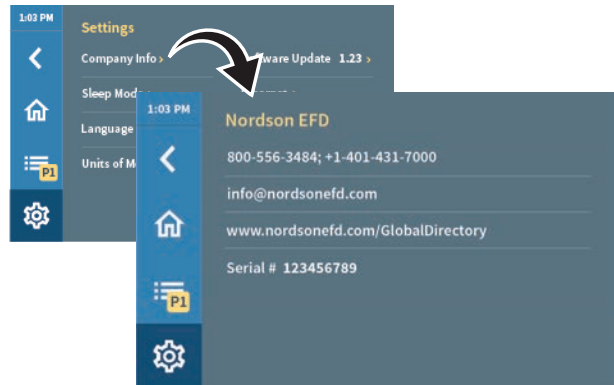 1:03 PM
Settings
Company Info >
ware Update 1.23 >
Sleep Mod
Language
Units of M
P1
1:03 PM
Nordson EFD
800-556-3484; +1-401-431-7000
info@nordsonefd.com
www.nordsonefd.com/GlobalDirectory
Serial # 123456789
P1